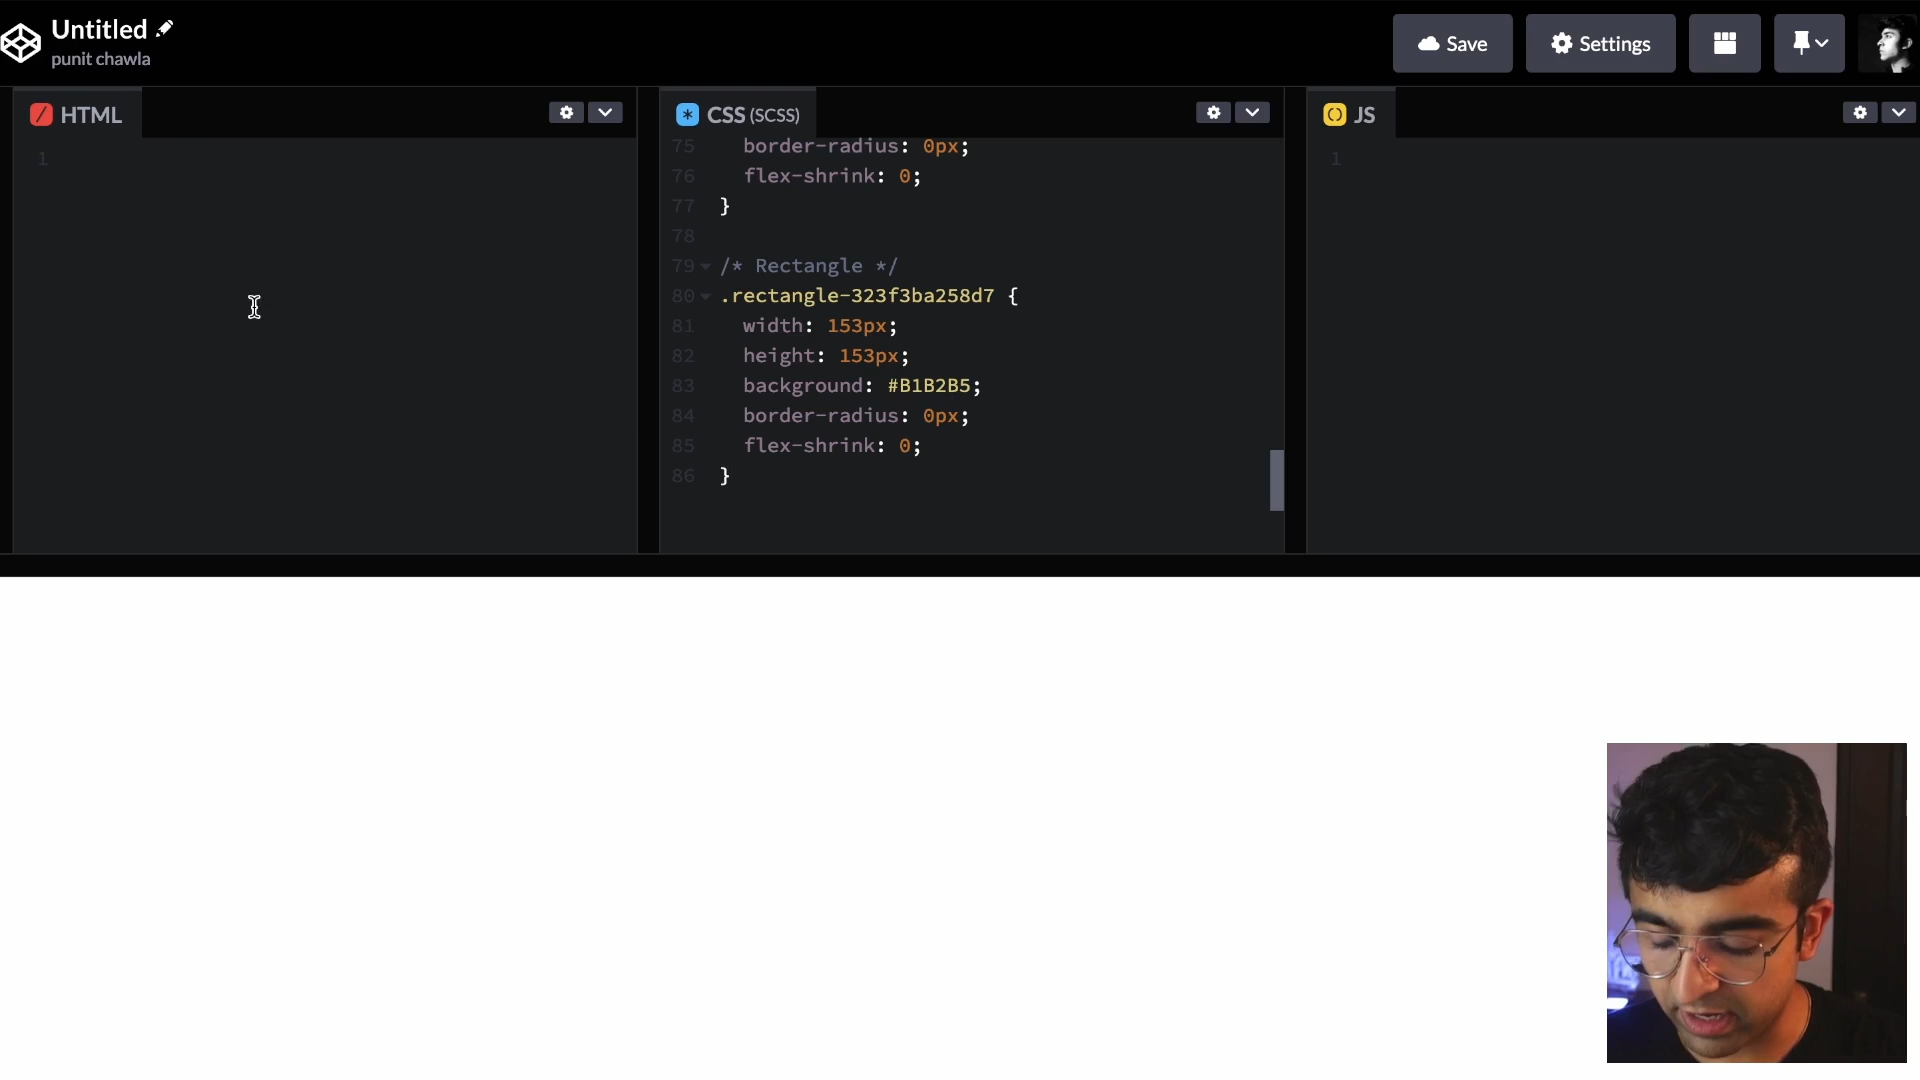 Untitled
punit chawla
Save
Settings
HTML
1
CSS (SCSS)
75 border-radius: 0px;
76 flex-shrink: 0;
77 }
78
79 /* Rectangle */
80 .rectangle-323f3ba258d7 {
81 width: 153px;
82 height: 153px;
83 background: #B1B2B5;
84 border-radius: 0px;
85 flex-shrink: 0;
86 }
JS
1